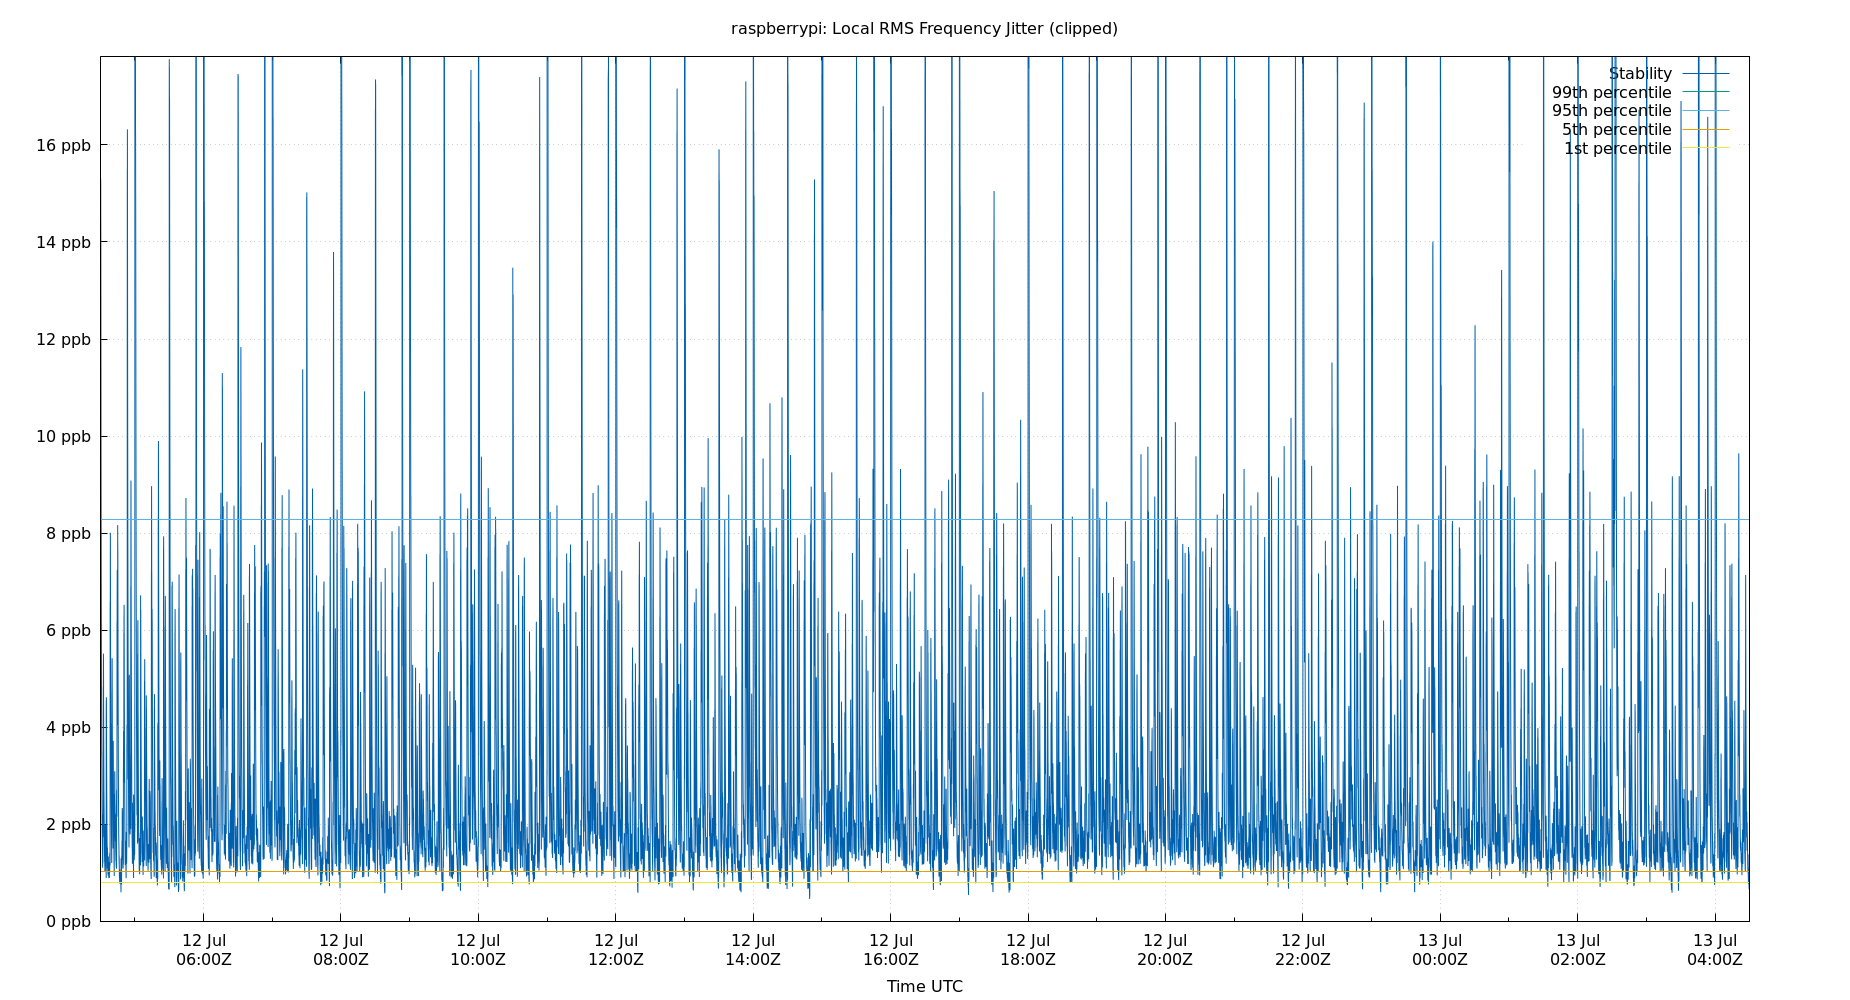 raspberrypi: Local RMS Frequency Jitter (clipped)
Stability
99th percentile
95th percentile
5th percentile
1st percentile
16 ppb
14 ppb
12 ppb
10 ppb
8 ppb
6 ppb
4 ppb
2 ppb
0 ppb
12 Jul 12 Jul 12 Jul 12 Jul 12 Jul 12 Jul 12 Jul 12 Jul 12 Jul 13 Jul 13 Jul 13 Jul
06:00Z 08:00Z 10:00Z 12:00Z 14:00Z 16:00Z 18:00Z 20:00Z 22:00Z 00:00Z 02:00Z 04:00Z
Time UTC